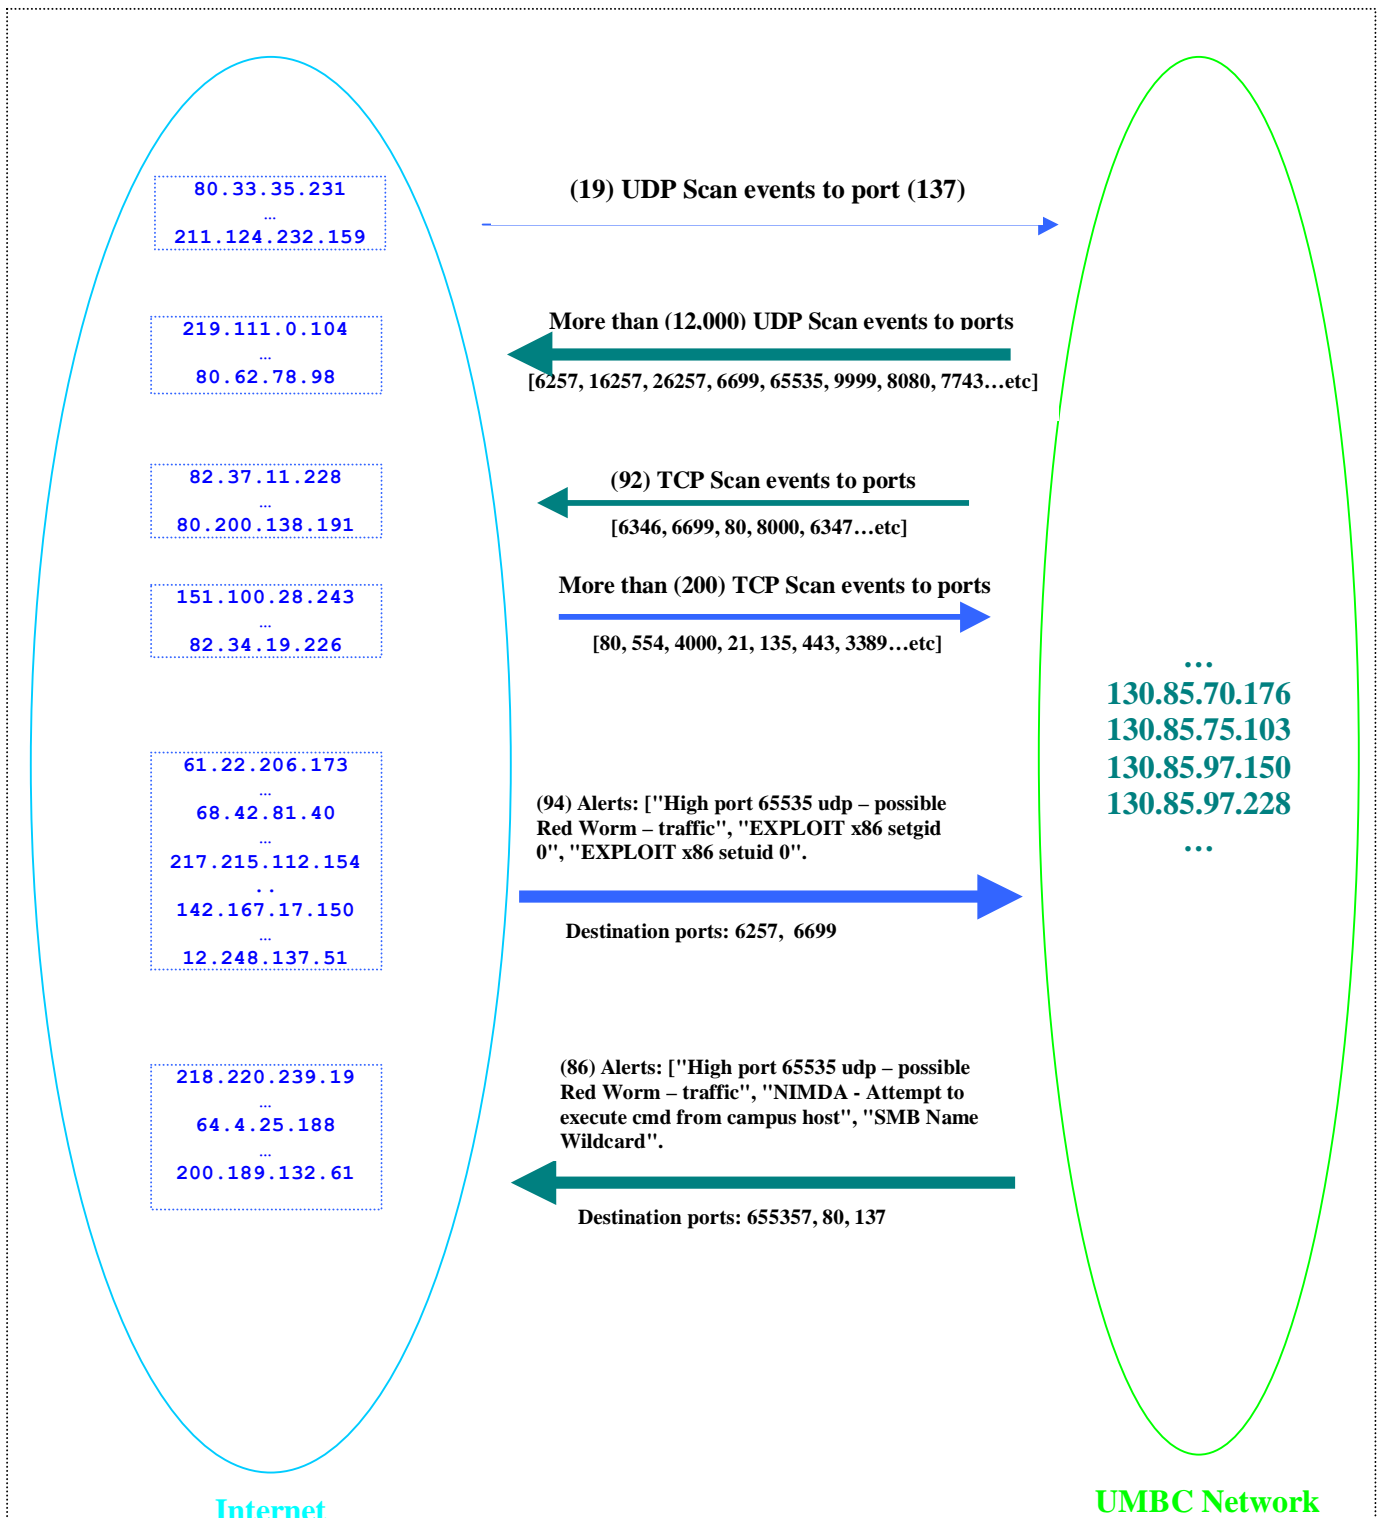 80.33.35.231
...
211.124.232.159
(19) UDP Scan events to port (137)
219.111.0.104
...
80.62.78.98
More than (12,000) UDP Scan events to ports
[6257, 16257, 26257, 6699, 65535, 9999, 8080, 7743…etc]
82.37.11.228
...
80.200.138.191
(92) TCP Scan events to ports
[6346, 6699, 80, 8000, 6347…etc]
151.100.28.243
...
82.34.19.226
More than (200) TCP Scan events to ports
[80, 554, 4000, 21, 135, 443, 3389…etc]
…
130.85.70.176
130.85.75.103
130.85.97.150
130.85.97.228
…
61.22.206.173
...
68.42.81.40
...
217.215.112.154
..
142.167.17.150
...
12.248.137.51
(94) Alerts: ["High port 65535 udp – possible
Red Worm – traffic", "EXPLOIT x86 setgid
0", "EXPLOIT x86 setuid 0".
Destination ports: 6257,  6699
218.220.239.19
...
64.4.25.188
...
200.189.132.61
(86) Alerts: ["High port 65535 udp – possible
Red Worm – traffic", "NIMDA - Attempt to
execute cmd from campus host", "SMB Name
Wildcard".
Destination ports: 655357, 80, 137
Internet
UMBC Network